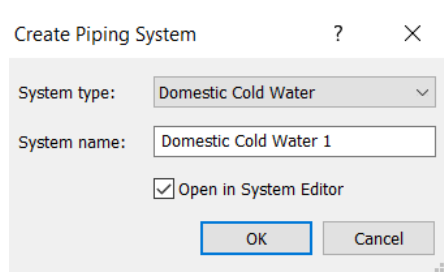 Create Piping System ?
System type: Domestic Cold Water
System name: Domestic Cold Water 1
Open in System Editor
OK Cancel